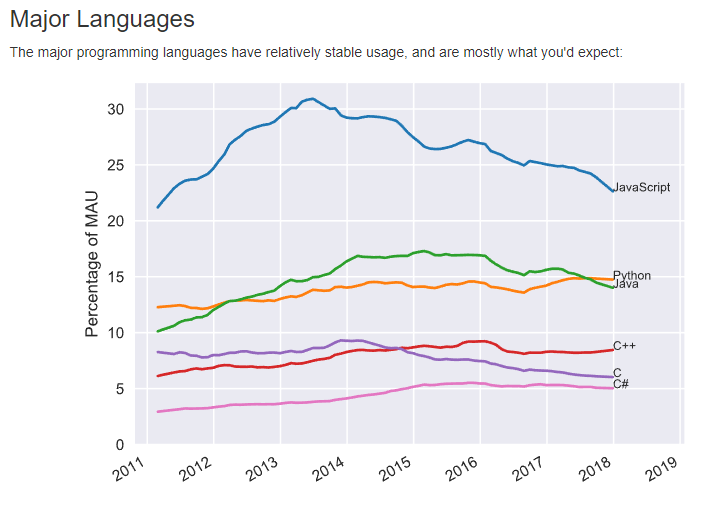 Major Languages
The major programming languages have relatively stable usage, and are mostly what you'd expect:
Percentage of MAU
30
25
20
15
10
5
0
JavaScript
Python
Java
C++
C
C#
2011
2012
2013
2014
2015
2016
2017
2018
2019